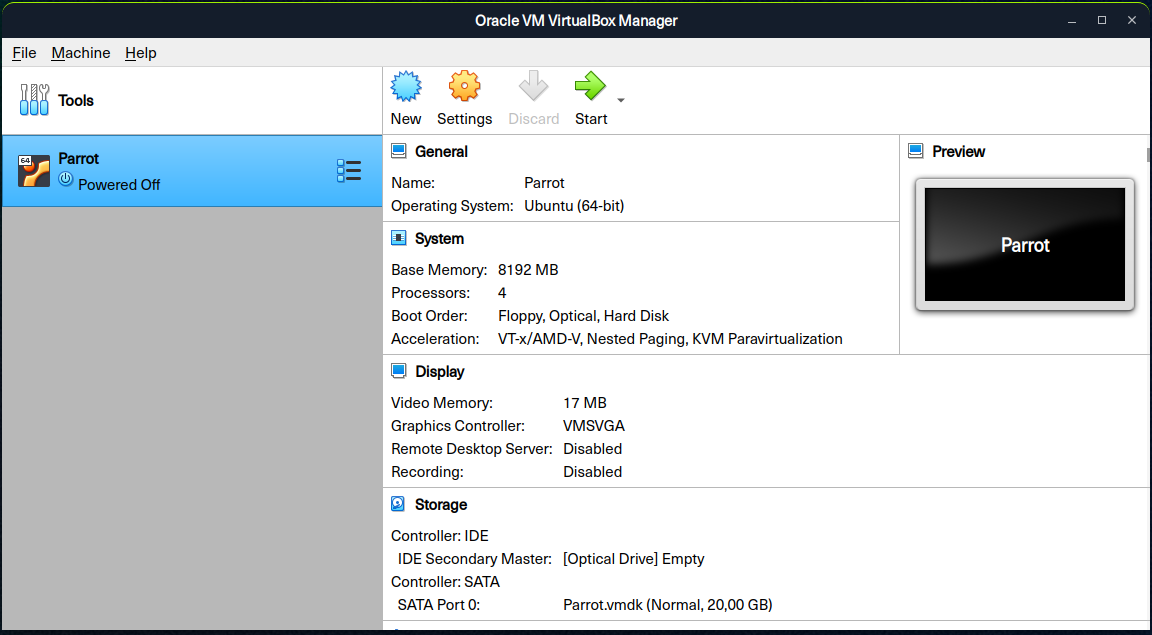 Oracle VM VirtualBox Manager
File Machine Help
Tools
New Settings Discard Start
64
Parrot
Powered Off
General
Name: Parrot
Operating System: Ubuntu (64-bit)
Preview
Parrot
System
Base Memory: 8192 MB
Processors: 4
Boot Order: Floppy, Optical, Hard Disk
Acceleration: VT-x/AMD-V, Nested Paging, KVM Paravirtualization
Display
Video Memory: 17 MB
Graphics Controller: VMSVGA
Remote Desktop Server: Disabled
Recording: Disabled
Storage
Controller: IDE
IDE Secondary Master: [Optical Drive] Empty
Controller: SATA
SATA Port 0: Parrot.vmdk (Normal, 20,00 GB)